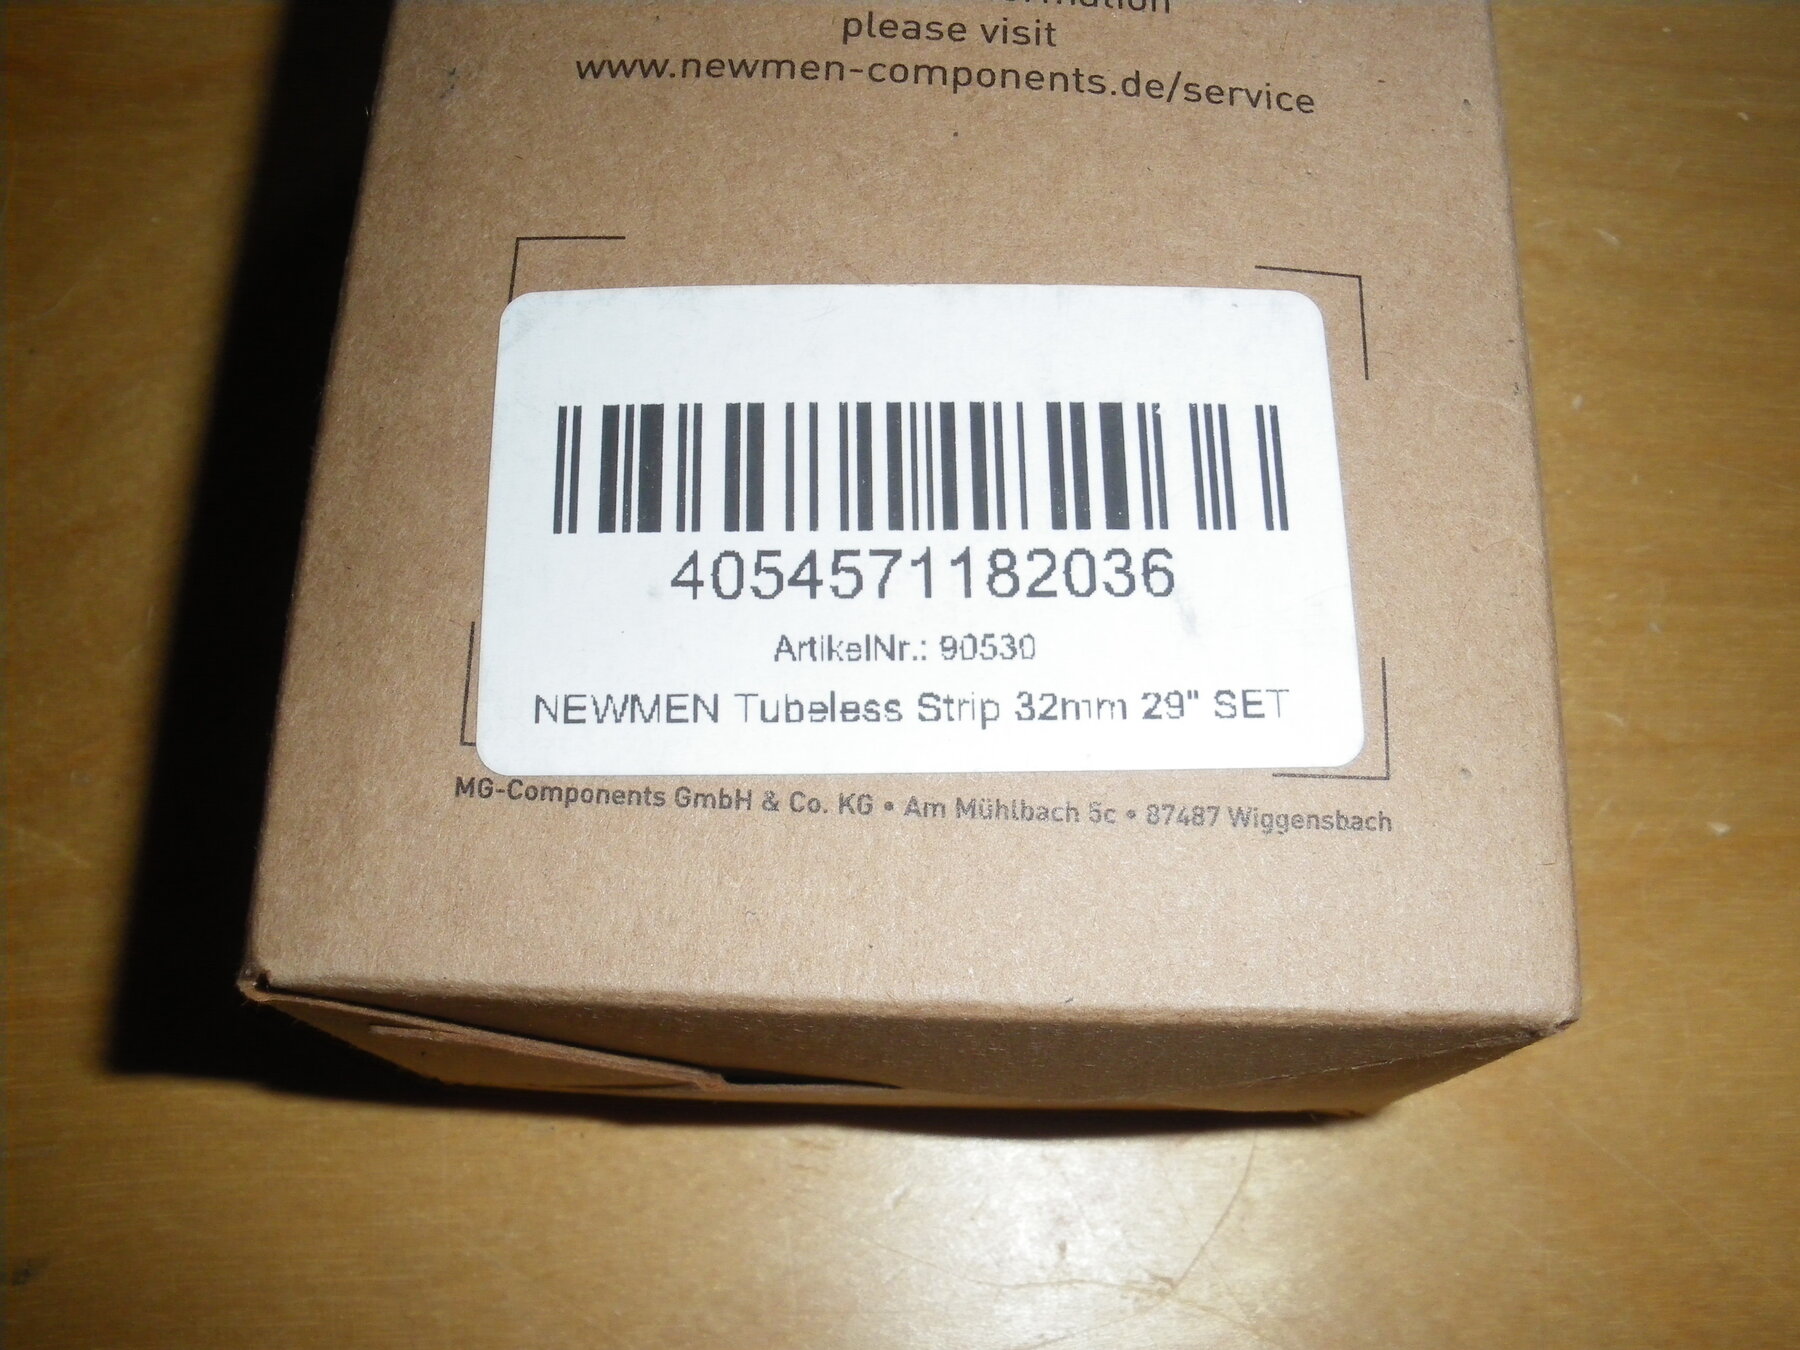 please visit
www.newmen-components.de/service
4054571182036
ArtikelNr.: 90530
NEWMEN Tubeless Strip 32mm 29" SET
MG-Components GmbH & Co. KG • Am Mühlbach 5c • 87487 Wiggensbach